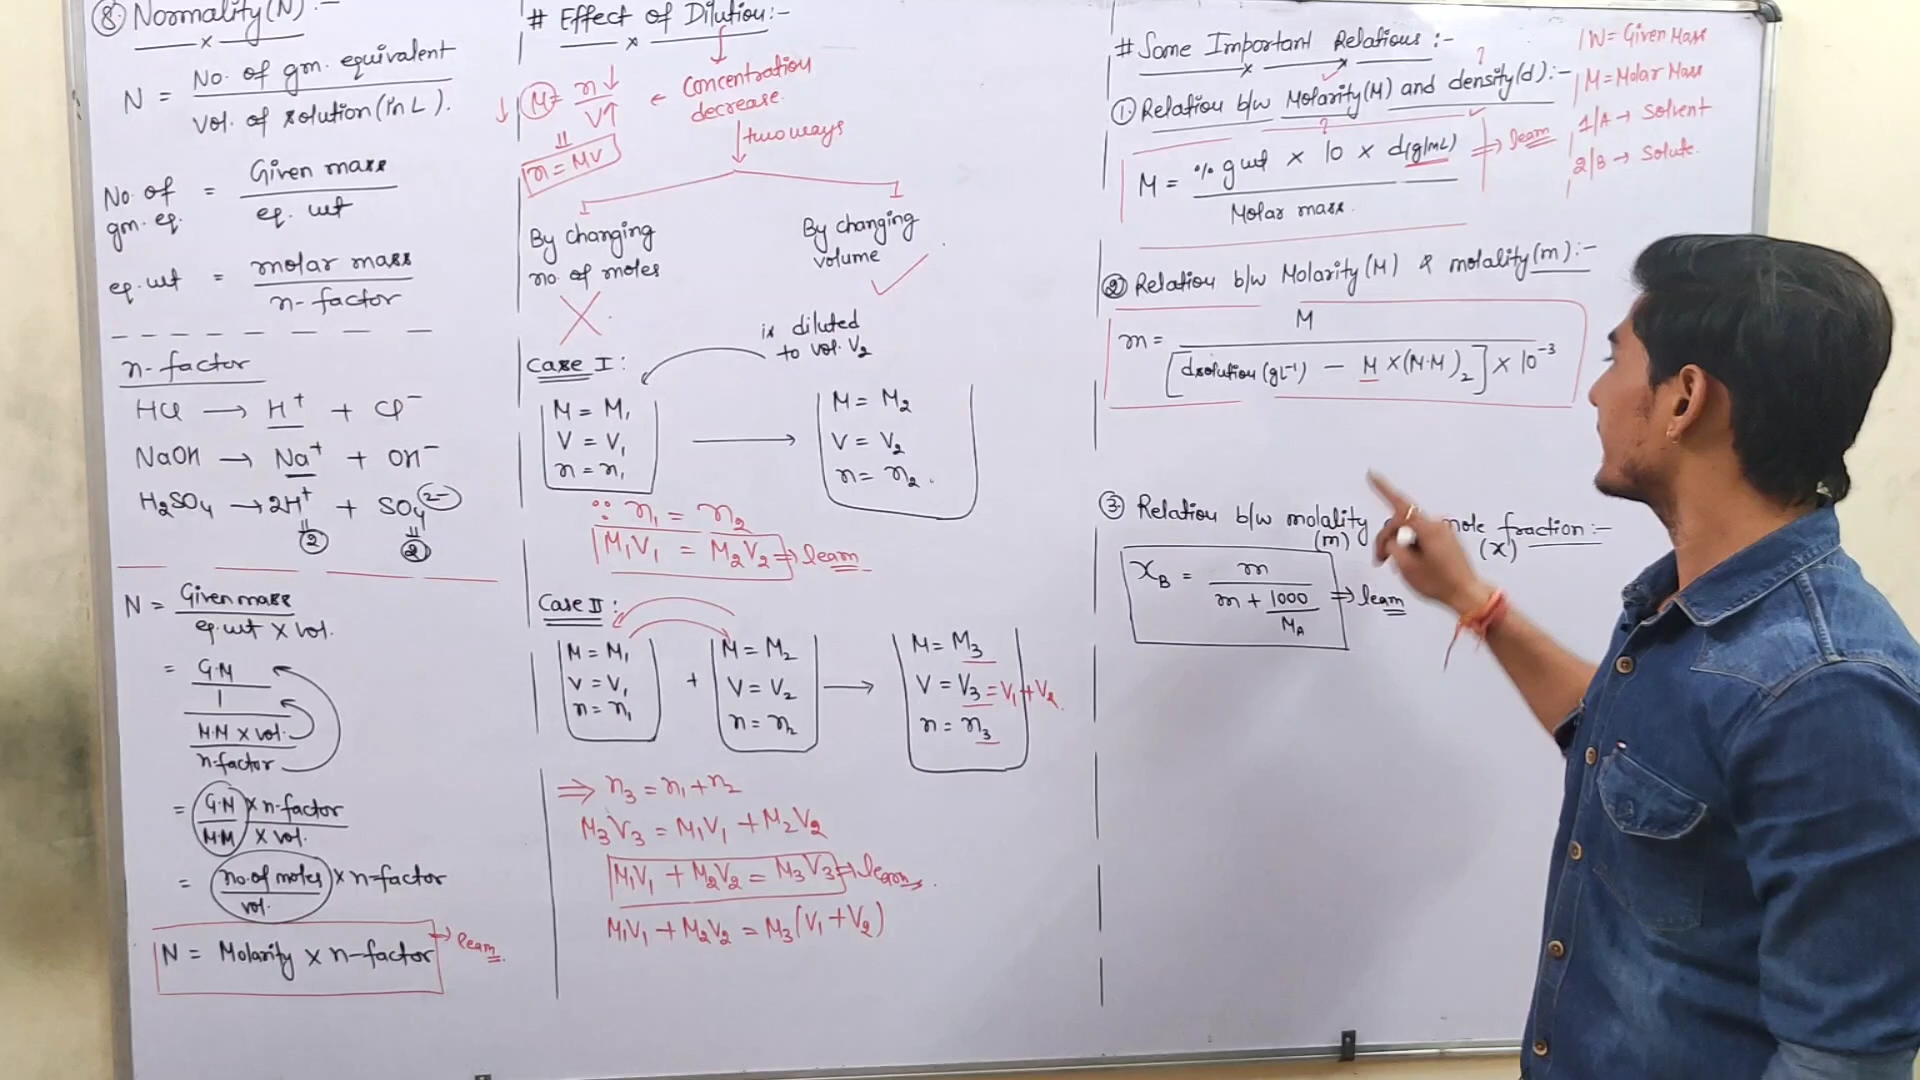 ⑧ Normality(N) :-
N = No. of gm. equivalent / Vol. of solution (in L).
No. of gm. eq. = Given mass / eq. wt
eq. wt = molar mass / n-factor
n-factor
HCl → H⁺ + Cl⁻
NaOH → Na⁺ + OH⁻
H₂SO₄ → 2H⁺ + SO₄²⁻
|| ②
|| ②
N = Given mass / eq. wt × vol.
= G.M / 1 / M.M × vol. / n-factor
= G.M / M.M × n-factor / × vol.
= no. of moles / vol. × n-factor
N = Molarity × n-factor → learn
# Effect of Dilution :-
↓ M = n↓ / V↑ ← Concentration decrease.
|| n = MV
two ways
By changing no. of moles
By changing volume
is diluted to vol. V₂
Case I :
M = M₁
V = V₁
n = n₁
M = M₂
V = V₂
n = n₂.
∵ n₁ = n₂
M₁V₁ = M₂V₂ ⇒ learn
Case II :
M = M₁
V = V₁
n = n₁
+
M = M₂
V = V₂
n = n₂
M = M₃
V = V₃ = V₁ + V₂.
n = n₃
⇒ n₃ = n₁ + n₂
M₃V₃ = M₁V₁ + M₂V₂
M₁V₁ + M₂V₂ = M₃V₃ → learn.
M₁V₁ + M₂V₂ = M₃(V₁ + V₂)
# Some Important Relations :-
W = Given Mass
M = Molar Mass
1/A → Solvent
2/B → Solute.
① Relation b/w Molarity(M) and density(d) :-
?
?
M = % g wt × 10 × d(g/mL) / Molar mass. ⇒ learn
② Relation b/w Molarity (M) & molality (m) :-
m = M / [dsolution (gL⁻¹) − M × (M.M)₂] × 10⁻³
③ Relation b/w molality (m) mole fraction :- (x)
xB = m / m + 1000 / MA ⇒ learn